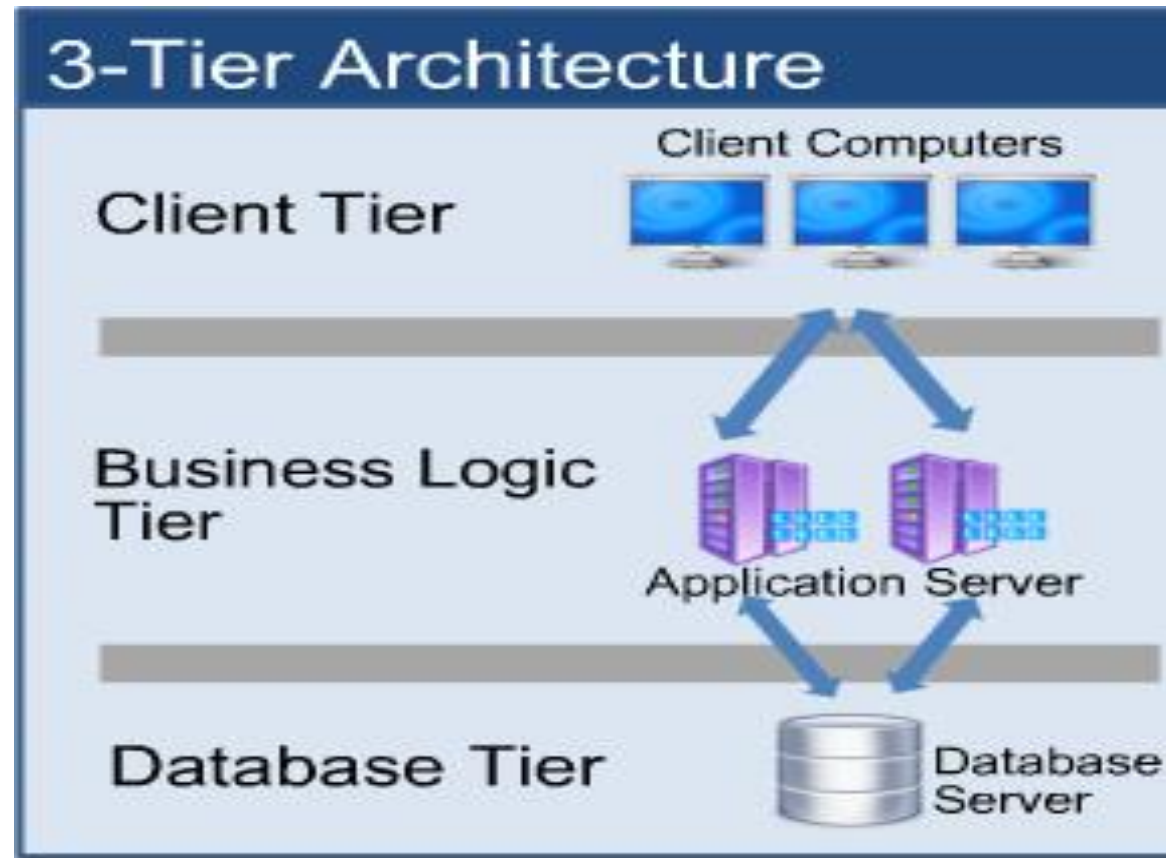 3-Tier Architecture
Client Computers
Client Tier
Business Logic
Tier
Application Server
Database Tier
Database
Server